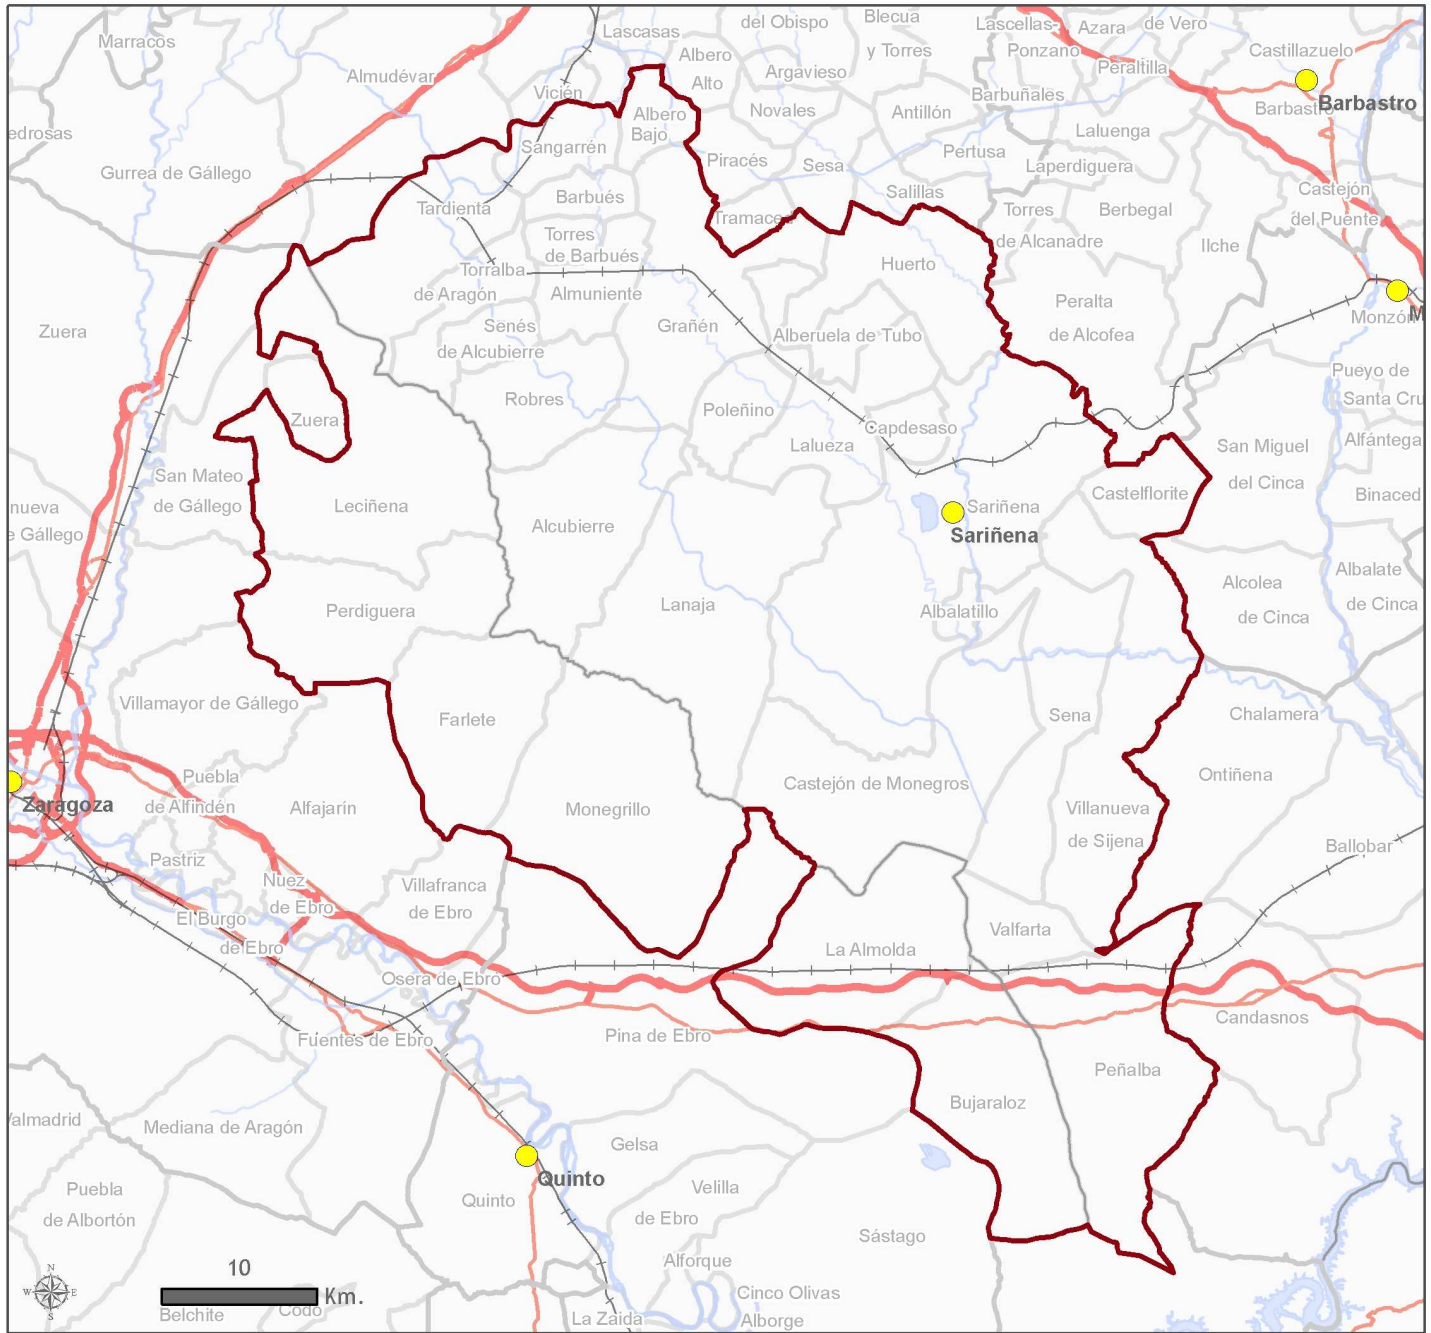 Marracos
Almudévar
Lascasas
del Obispo
Blecua
y Torres
Lascellas-
Ponzano
Azara
de Vero
Albero
Alto
Argavieso
Peraltilla
Castillazuelo
Barbastro
Barbastro
Vicién
Albero
Bajo
Novales
Antillón
Barbuñales
Laluenga
edrosas
Gurrea de Gállego
Sangarrén
Piracés
Sesa
Pertusa
Laperdiguera
Barbués
Salillas
Castejón
del Puente
Tardienta
Tramaced
Torres
de Alcanadre
Berbegal
Torres
de Barbués
Ilche
Torralba
de Aragón
Almuniente
Huerto
Peralta
de Alcofea
Monzón
M
Zuera
Senés
de Alcubierre
Grañén
Alberuela de Tubo
Pueyo de
Santa Cru
Robres
Poleñino
Zuera
Capdesaso
Lalueza
San Miguel
del Cinca
Alfántega
San Mateo
de Gállego
Leciñena
Castelflorite
Binaced
nueva
e Gállego
Alcubierre
Sariñena
Sariñena
Perdiguera
Lanaja
Albalatillo
Alcolea
de Cinca
Albalate
de Cinca
Villamayor de Gállego
Farlete
Sena
Chalamera
Puebla
de Alfindén
Castejón de Monegros
Ontiñena
Zaragoza
Alfajarín
Monegrillo
Villanueva
de Sijena
Ballobar
Pastriz
Nuez
de Ebro
Villafranca
de Ebro
El Burgo
de Ebro
Valfarta
La Almolda
Osera de Ebro
Fuentes de Ebro
Pina de Ebro
Candasnos
Peñalba
Bujaraloz
Valmadrid
Mediana de Aragón
Gelsa
Quinto
Quinto
Velilla
de Ebro
Puebla
de Albortón
Sástago
Alforque
Cinco Olivas
Alborge
La Zaida
Belchite
Codo
10
Km.
N
W
E
S